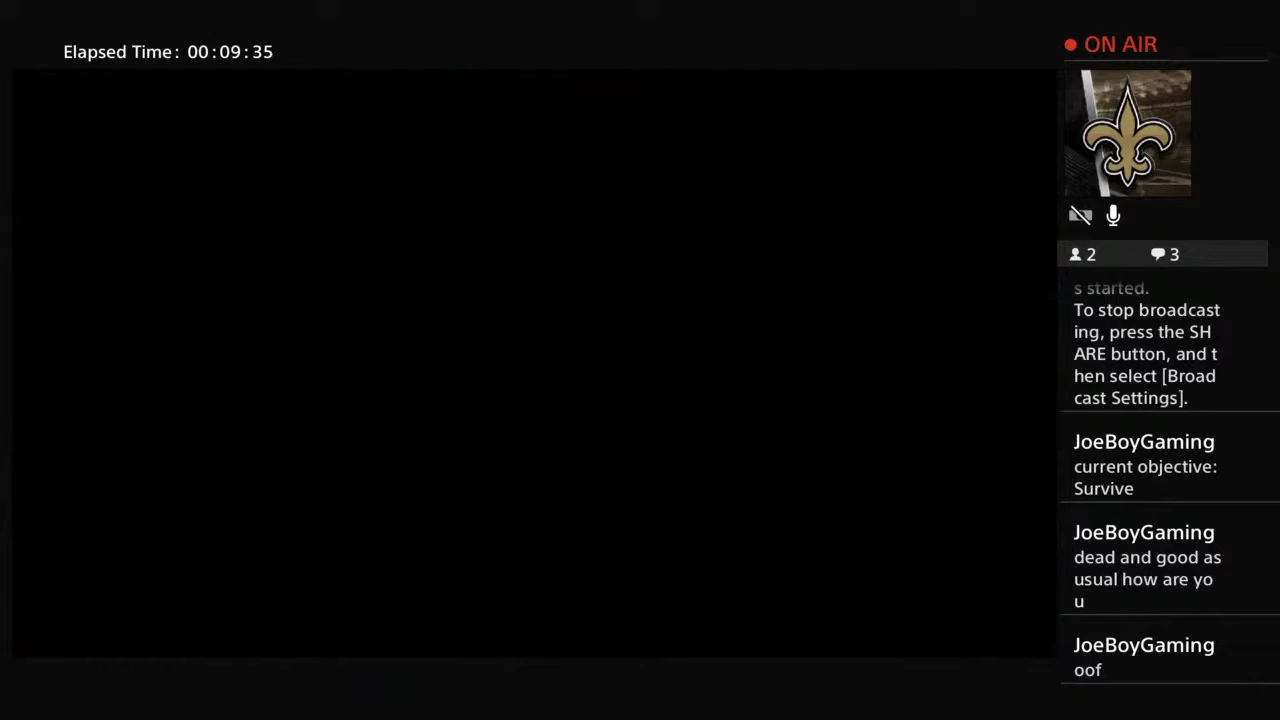 Elapsed Time: 00:09:35
ON AIR
2 3
s started.
To stop broadcast
ing, press the SH
ARE button, and t
hen select [Broad
cast Settings].
JoeBoyGaming
current objective:
Survive
JoeBoyGaming
dead and good as
usual how are yo
u
JoeBoyGaming
oof